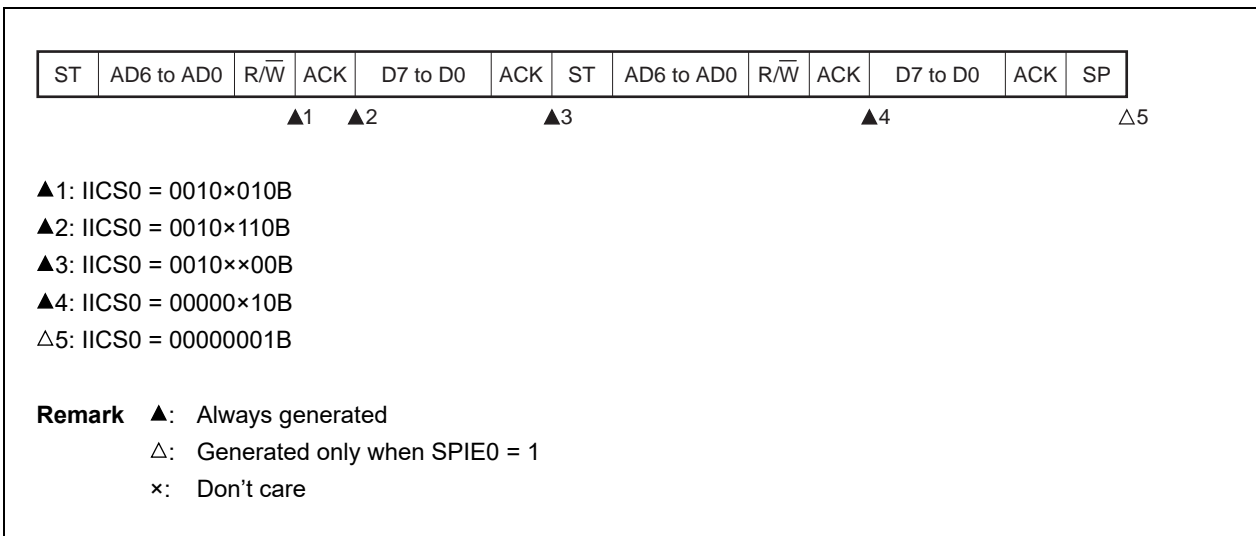 ST AD6 to AD0 R/W̅ ACK D7 to D0 ACK ST AD6 to AD0 R/W̅ ACK D7 to D0 ACK SP
▲1 ▲2 ▲3 ▲4 △5
▲1: IICS0 = 0010×010B
▲2: IICS0 = 0010×110B
▲3: IICS0 = 0010××00B
▲4: IICS0 = 00000×10B
△5: IICS0 = 00000001B
Remark ▲: Always generated
△: Generated only when SPIE0 = 1
×: Don't care